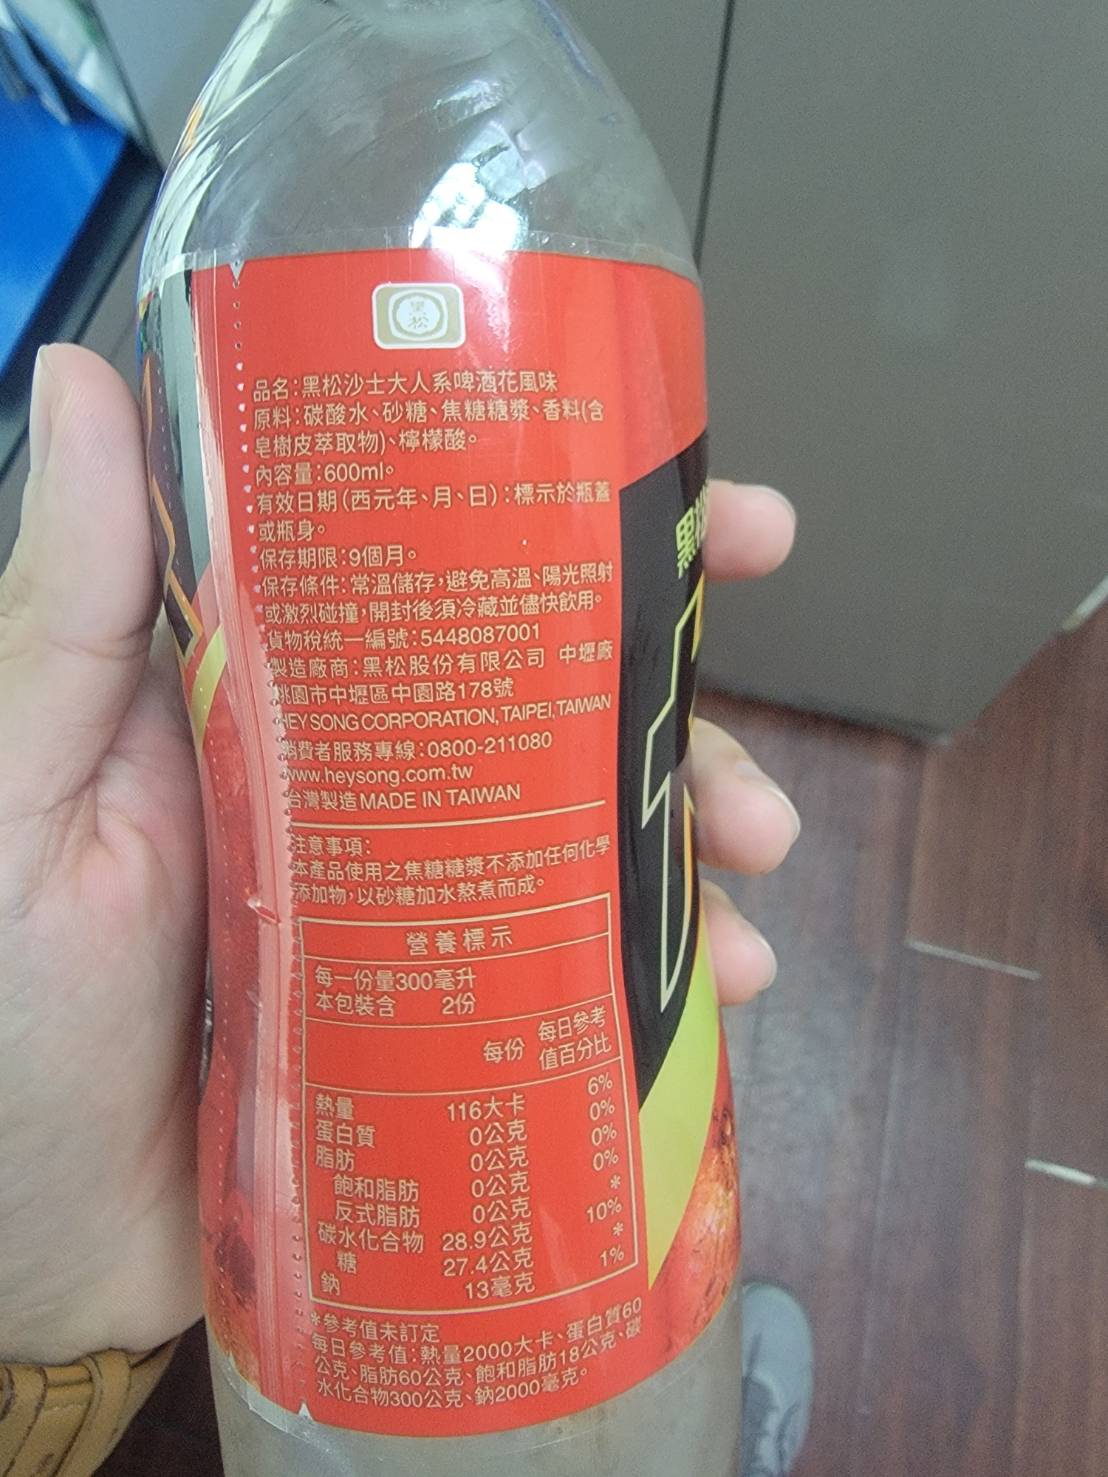 黑松
品名:黑松沙士大人系啤酒花風味
原料:碳酸水、砂糖、焦糖糖漿、香料(含
皂樹皮萃取物)、檸檬酸。
內容量:600ml。
有效日期(西元年、月、日):標示於瓶蓋
或瓶身。
保存期限:9個月。
保存條件:常溫儲存,避免高溫、陽光照射
或激烈碰撞,開封後須冷藏並儘快飲用。
貨物稅統一編號:5448087001
製造廠商:黑松股份有限公司 中壢廠
桃園市中壢區中園路178號
HEY SONG CORPORATION, TAIPEI, TAIWAN
消費者服務專線:0800-211080
www.heysong.com.tw
台灣製造 MADE IN TAIWAN
注意事項:
本產品使用之焦糖糖漿不添加任何化學
添加物,以砂糖加水熬煮而成。
營養標示
每一份量300毫升
本包裝含 2份
每份 每日參考值百分比
熱量 116大卡 6%
蛋白質 0公克 0%
脂肪 0公克 0%
飽和脂肪 0公克 0%
反式脂肪 0公克 *
碳水化合物 28.9公克 10%
糖 27.4公克 *
鈉 13毫克 1%
*參考值未訂定
每日參考值:熱量2000大卡、蛋白質60
公克、脂肪60公克、飽和脂肪18公克、碳
水化合物300公克、鈉2000毫克。
黑松